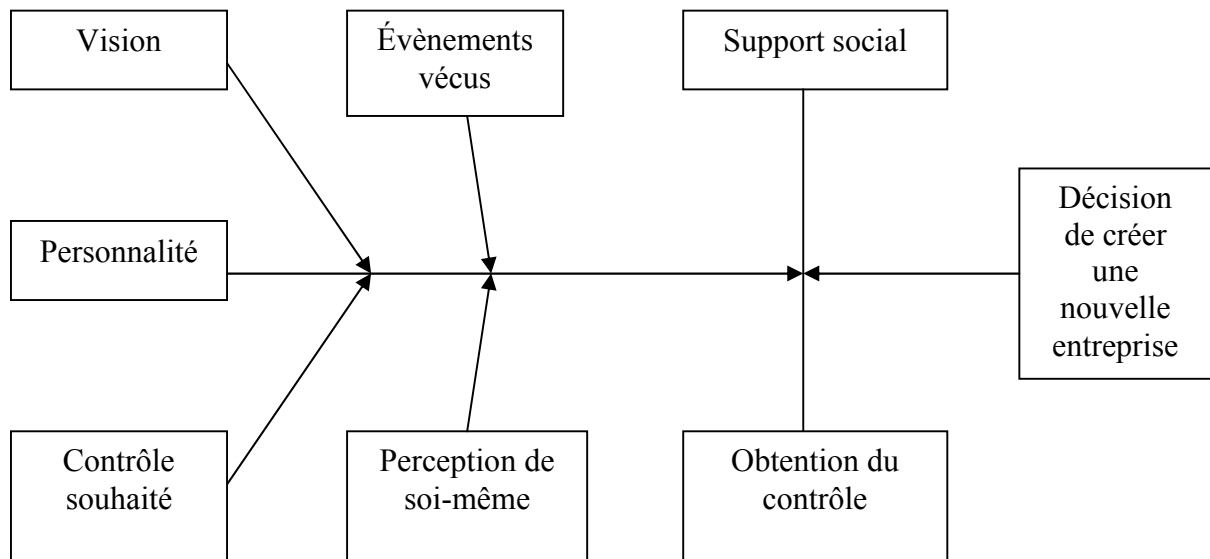 Vision
Évènements
vécus
Support social
Personnalité
Décision
de créer
une
nouvelle
entreprise
Contrôle
souhaité
Perception de
soi-même
Obtention du
contrôle